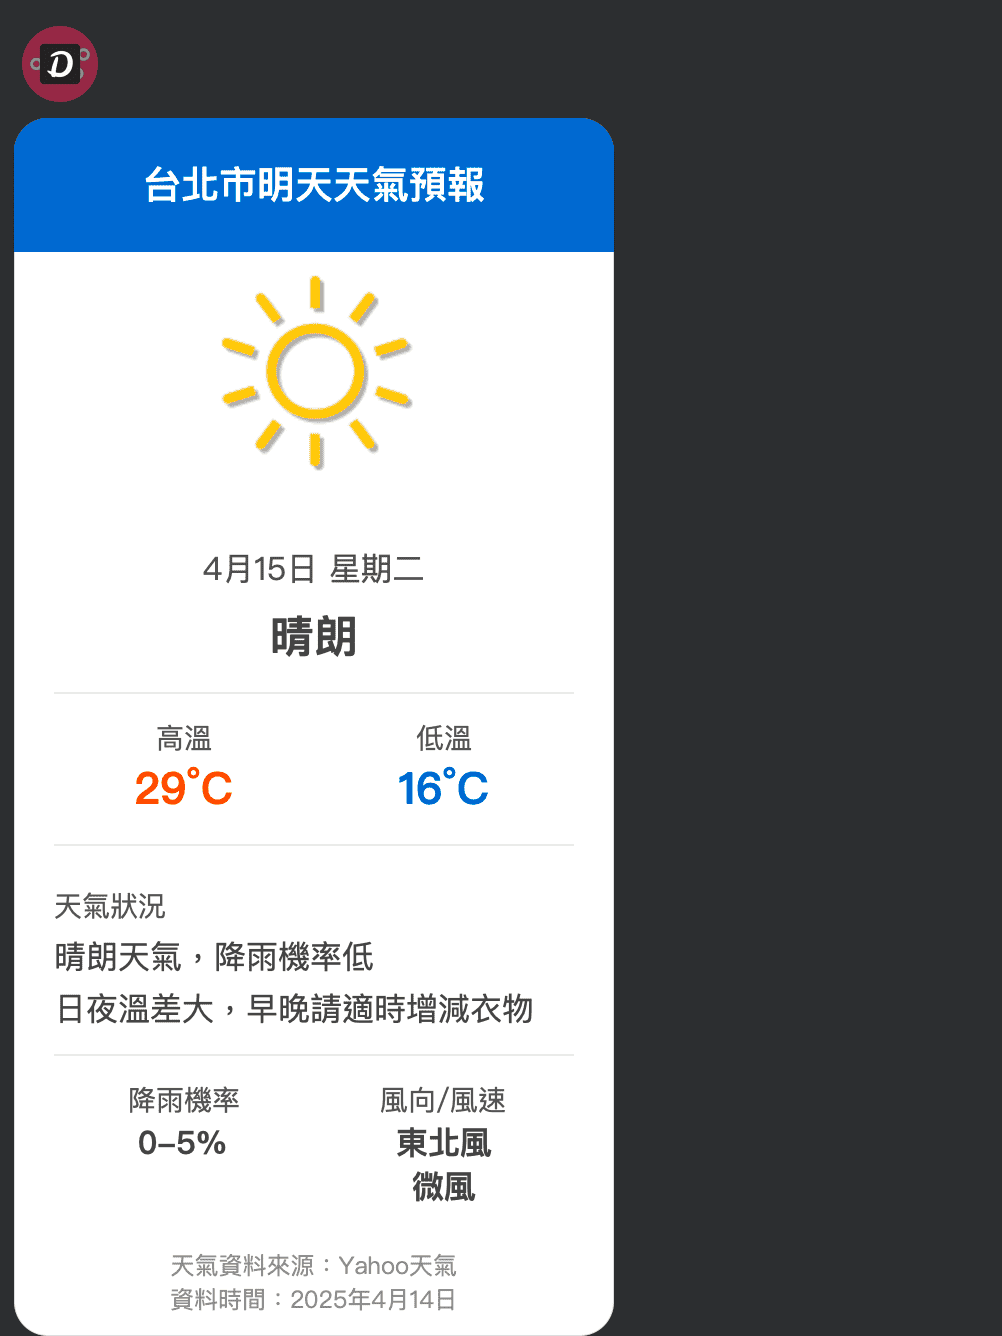 D
台北市明天天氣預報
4月15日 星期二
晴朗
高溫 低溫
29°C 16°C
天氣狀況
晴朗天氣，降雨機率低
日夜溫差大，早晚請適時增減衣物
降雨機率 風向/風速
0–5% 東北風
微風
天氣資料來源：Yahoo天氣
資料時間：2025年4月14日